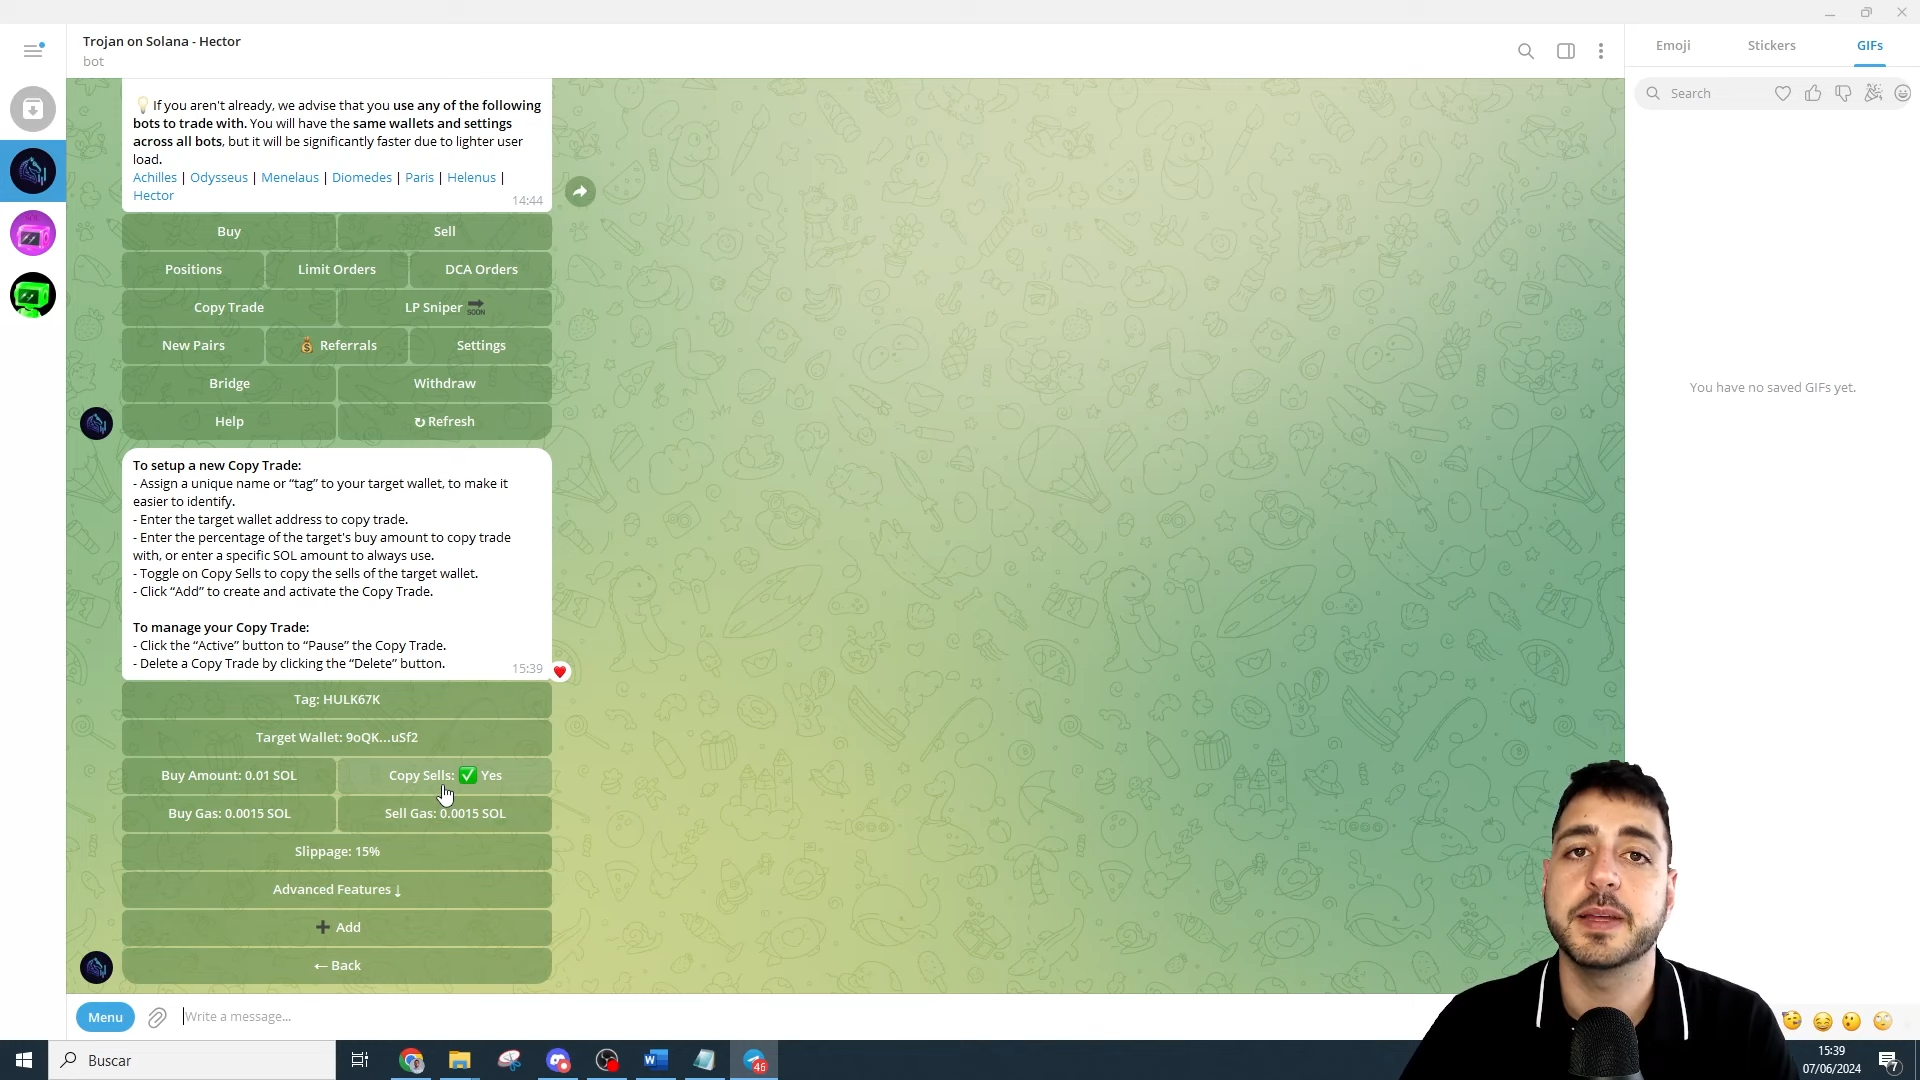 Trojan on Solana - Hector
bot
Emoji
Stickers
GIFs
Search
You have no saved GIFs yet.
💡If you aren't already, we advise that you use any of the following
bots to trade with. You will have the same wallets and settings
across all bots, but it will be significantly faster due to lighter user
load.
Achilles | Odysseus | Menelaus | Diomedes | Paris | Helenus |
Hector
14:44
Buy
Sell
Positions
Limit Orders
DCA Orders
Copy Trade
LP Sniper SOON
New Pairs
💰 Referrals
Settings
Bridge
Withdraw
Help
↻ Refresh
To setup a new Copy Trade:
- Assign a unique name or “tag” to your target wallet, to make it
easier to identify.
- Enter the target wallet address to copy trade.
- Enter the percentage of the target's buy amount to copy trade
with, or enter a specific SOL amount to always use.
- Toggle on Copy Sells to copy the sells of the target wallet.
- Click “Add” to create and activate the Copy Trade.
To manage your Copy Trade:
- Click the “Active” button to “Pause” the Copy Trade.
- Delete a Copy Trade by clicking the “Delete” button.
15:39
Tag: HULK67K
Target Wallet: 9oQK...uSf2
Buy Amount: 0.01 SOL
Copy Sells: ✅ Yes
Buy Gas: 0.0015 SOL
Sell Gas: 0.0015 SOL
Slippage: 15%
Advanced Features ↓
➕ Add
← Back
Menu
Write a message...
Buscar
46
15:39
07/06/2024
7